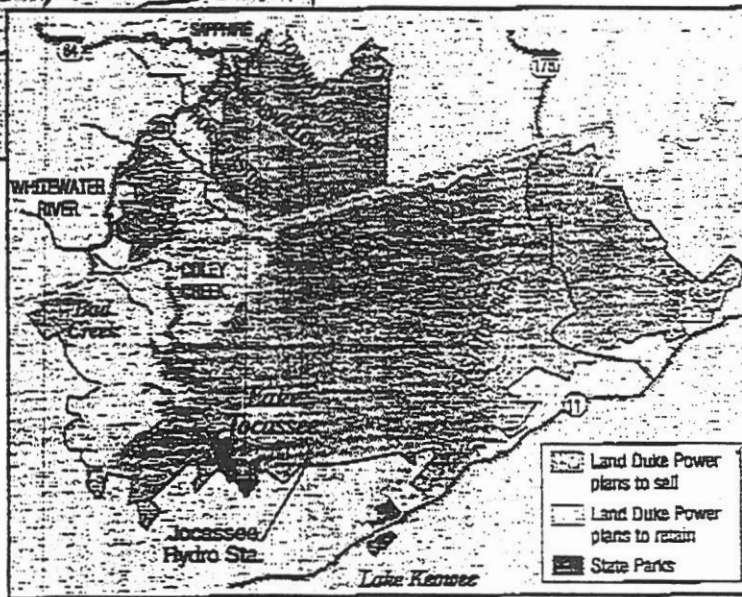 SAPPHIRE
64
178
WHITEWATER
RIVER
COLEY
CREEK
Bad
Creek
Lake
Jocassee
11
Land Duke Power
plans to sell
Land Duke Power
plans to retain
State Parks
Jocassee
Hydro Sta.
Lake Keowee